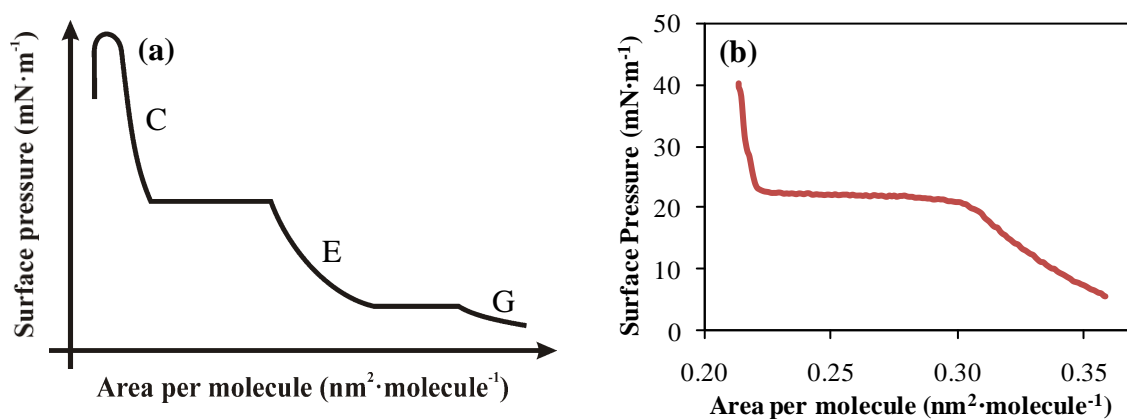 (a)
C
E
G
Surface pressure (mN·m⁻¹)
Area per molecule (nm²·molecule⁻¹)
(b)
50
40
30
20
10
0
Surface Pressure (mN·m⁻¹)
0.20 0.25 0.30 0.35
Area per molecule (nm²·molecule⁻¹)